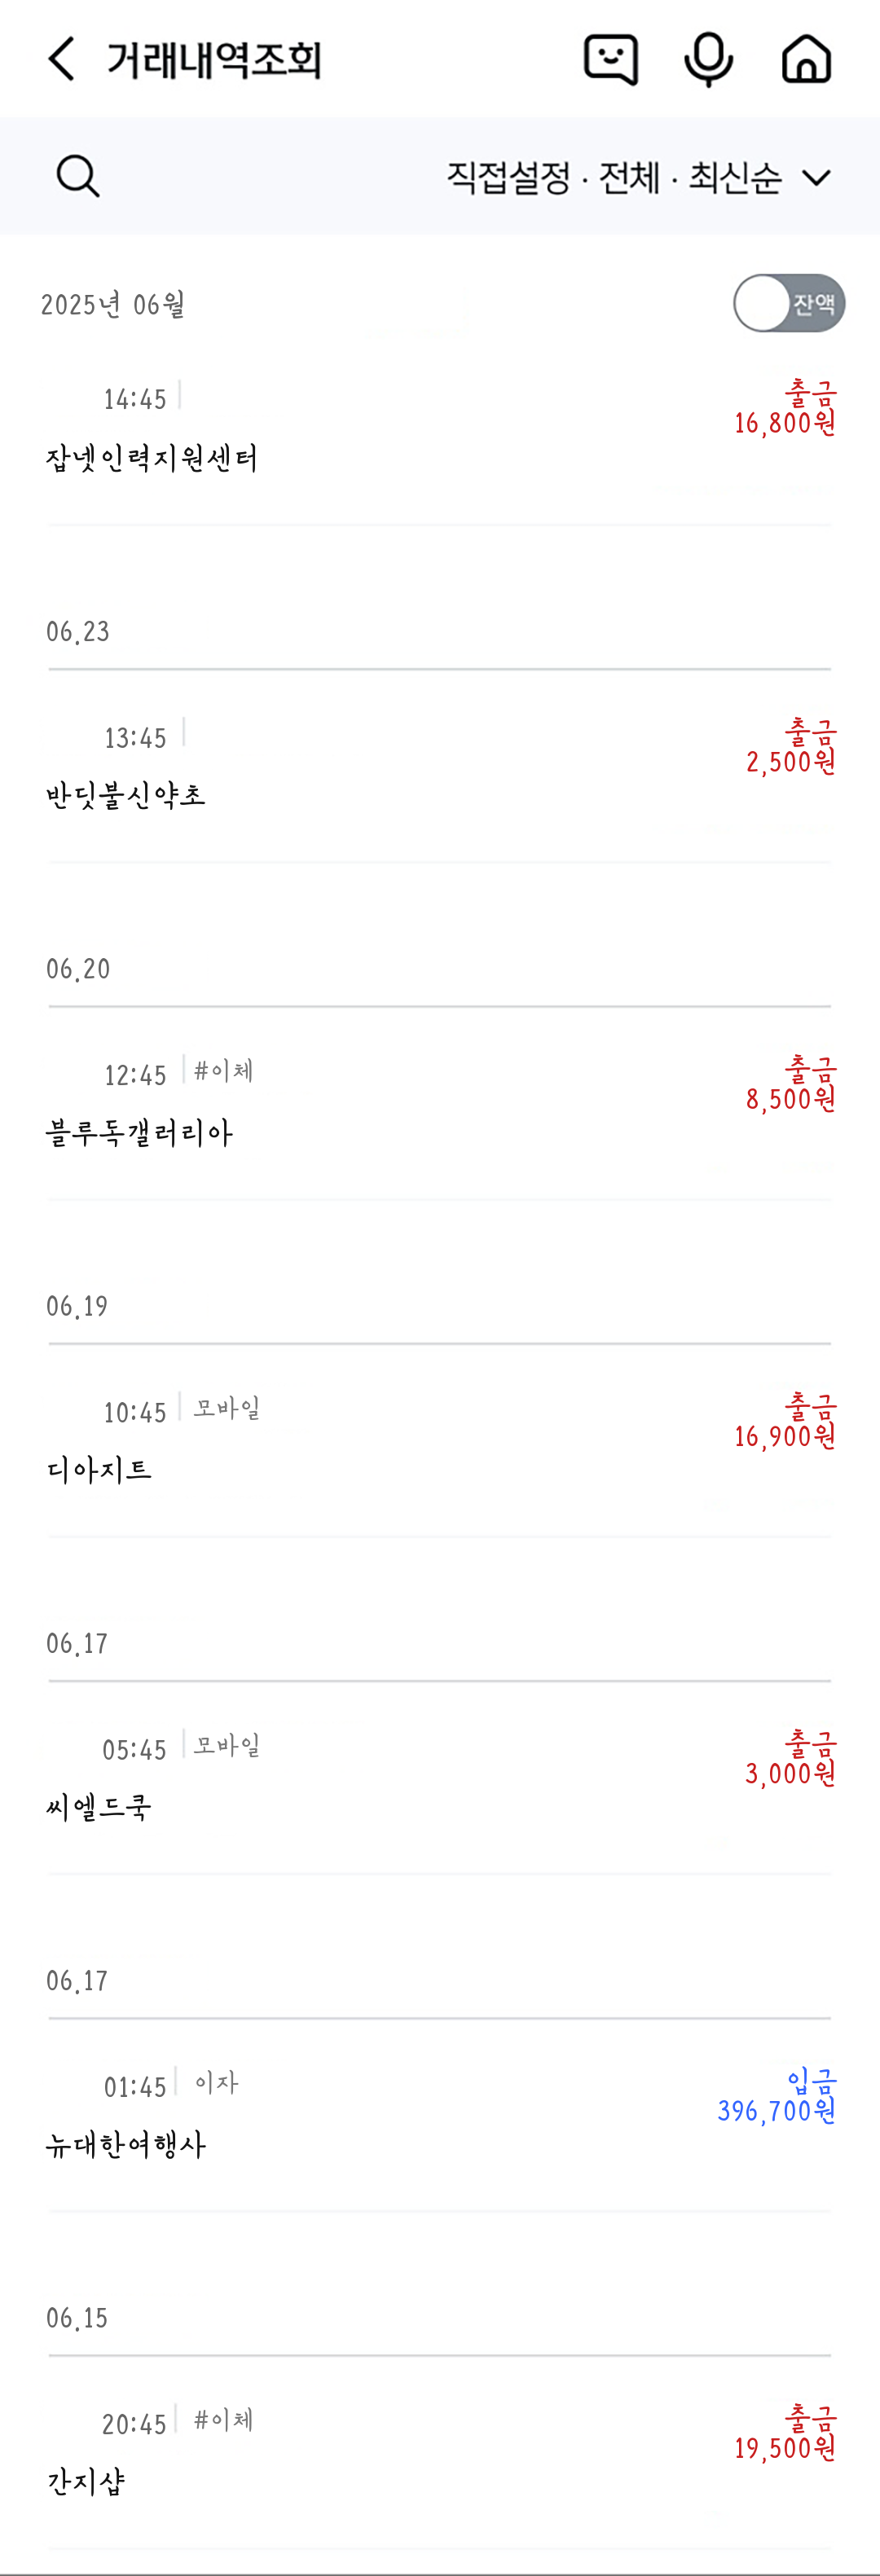 거래내역조회
직접설정 · 전체 · 최신순
2025년 06월
잔액
14:45
출금
16,800원
잡넷인력지원센터
06.23
13:45
출금
2,500원
반딧불신약초
06.20
12:45 #이체
출금
8,500원
블루독갤러리아
06.19
10:45 모바일
출금
16,900원
디아지트
06.17
05:45 모바일
출금
3,000원
씨엘드쿡
06.17
01:45 이자
입금
396,700원
뉴대한여행사
06.15
20:45 #이체
출금
19,500원
간지샵